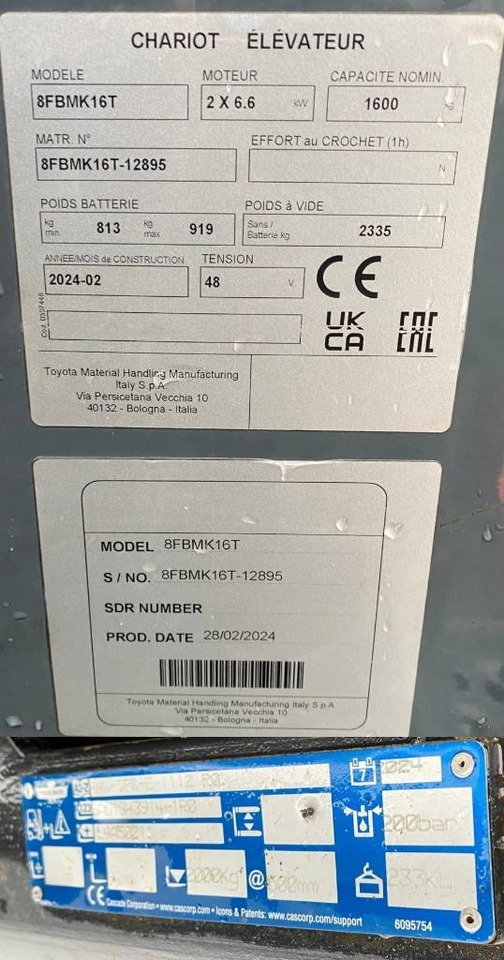 CHARIOT ÉLÉVATEUR
MODELE MOTEUR CAPACITE NOMIN.
8FBMK16T 2 X 6.6 kW 1600 kg
MATR. N° EFFORT au CROCHET (1h)
8FBMK16T-12895 N
POIDS BATTERIE POIDS à VIDE
kg min. 813 kg max. 919 Sans / Batterie kg 2335
ANNEE/MOIS de CONSTRUCTION TENSION
2024-02 48 V
CE
UK CA EAC
Toyota Material Handling Manufacturing
Italy S.p.A.
Via Persicetana Vecchia 10
40132 - Bologna - Italia
MODEL 8FBMK16T
S / NO. 8FBMK16T-12895
SDR NUMBER
PROD. DATE 28/02/2024
Toyota Material Handling Manufacturing Italy S.p.A.
Via Persicetana Vecchia 10
40132 - Bologna - Italia
7 2024
200bar
2000Kg @ 500mm 233Kg
CE Cascade Corporation • www.cascorp.com • Icons & Patents: www.cascorp.com/support 6095754